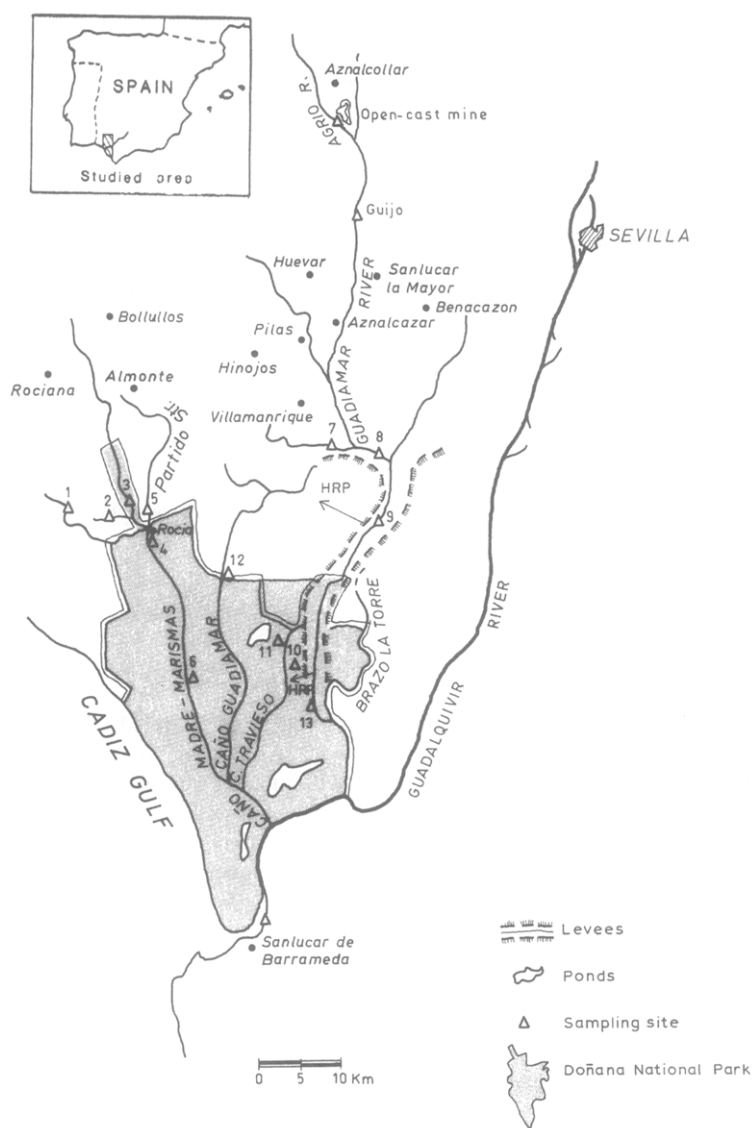 SPAIN
Studied area
Aznalcollar
AGRIO R.
Open-cast mine
Guijo
SEVILLA
Huevar
Sanlucar
la Mayor
RIVER
Benacazon
Bollullos
Pilas
Aznalcazar
Hinojos
Rociana
Almonte
GUADIAMAR
Villamanrique
Partido Str.
7
8
HRP
1
2
3
5
Rocio
4
9
12
BRAZO LA TORRE
RIVER
11
10
HRP
6
13
MADRE-MARISMAS
CAÑO GUADIAMAR
CAÑO C. TRAVIESO
GUADALQUIVIR
CADIZ GULF
Sanlucar de
Barrameda
Levees
Ponds
Sampling site
Doñana National Park
0 5 10 Km